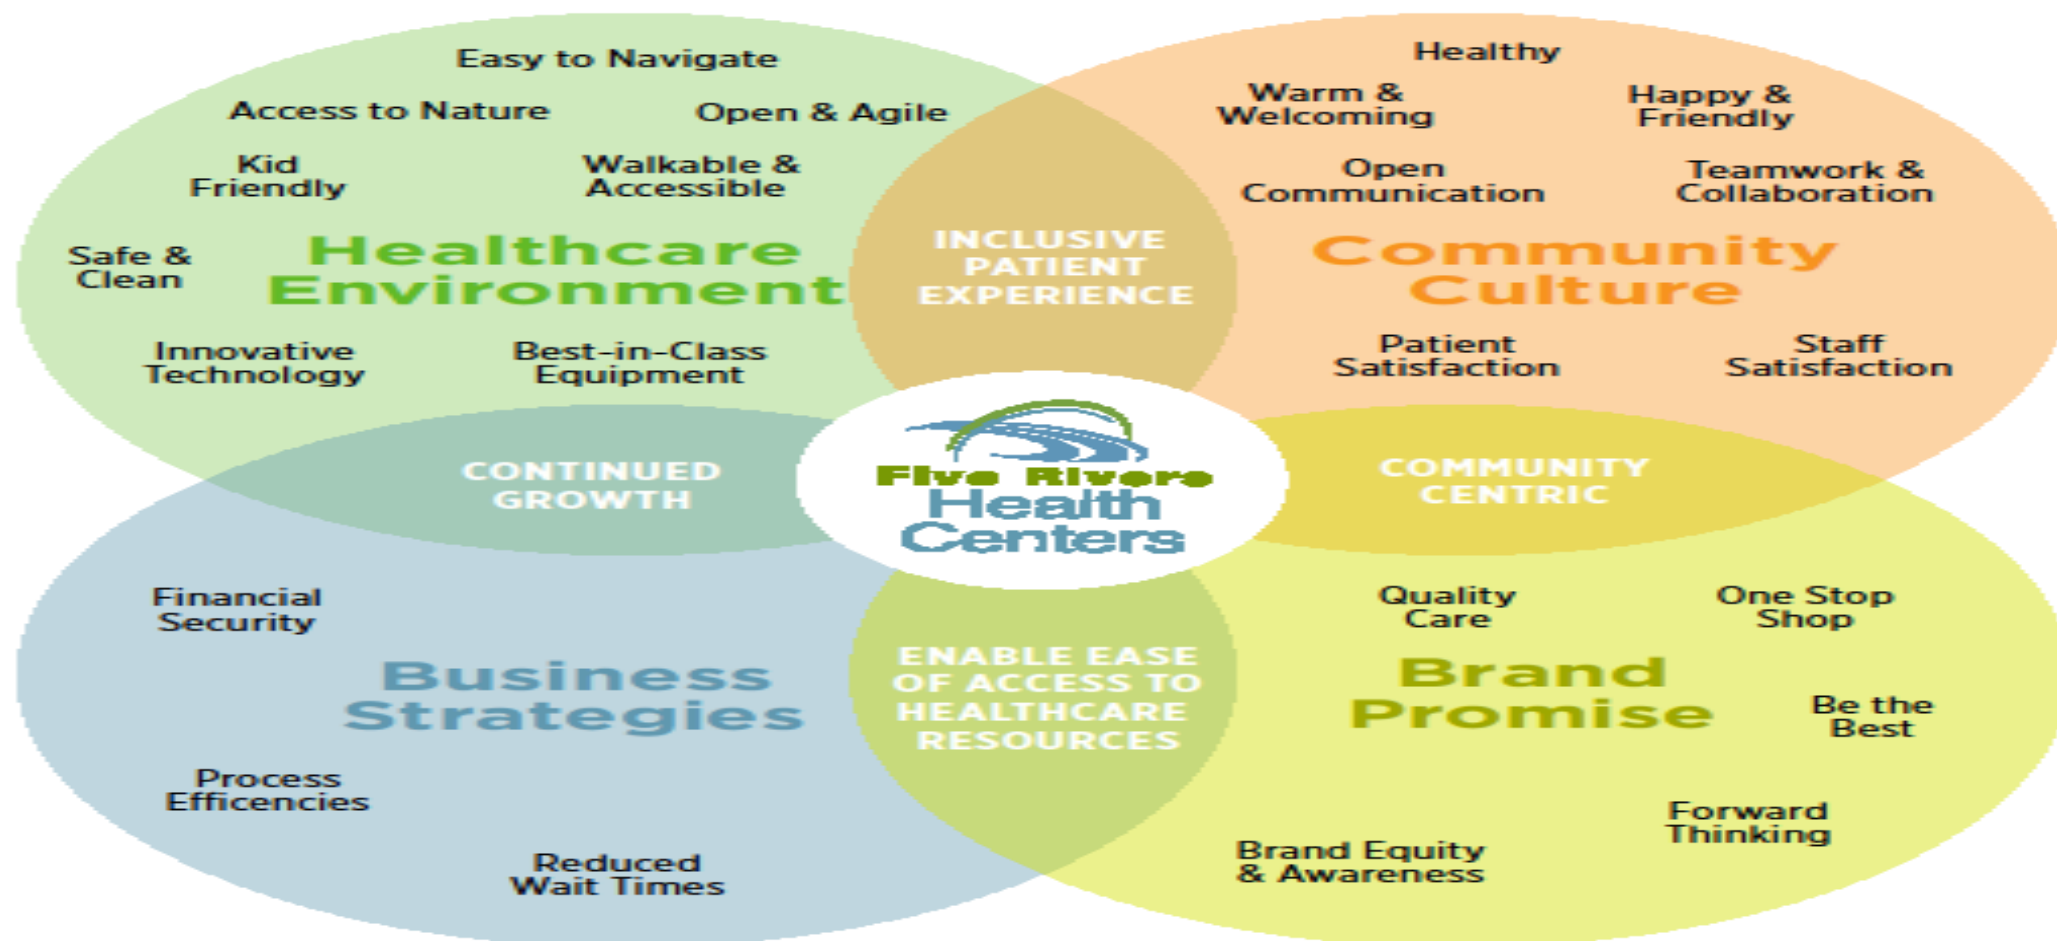 Easy to Navigate
Access to Nature
Open & Agile
Kid
Friendly
Walkable &
Accessible
Safe &
Clean
Healthcare
Environment
Innovative
Technology
Best-in-Class
Equipment
INCLUSIVE
PATIENT
EXPERIENCE
Healthy
Warm &
Welcoming
Happy &
Friendly
Open
Communication
Teamwork &
Collaboration
Community
Culture
Patient
Satisfaction
Staff
Satisfaction
CONTINUED
GROWTH
Five Rivers
Health
Centers
COMMUNITY
CENTRIC
Financial
Security
Business
Strategies
Process
Efficencies
Reduced
Wait Times
ENABLE EASE
OF ACCESS TO
HEALTHCARE
RESOURCES
Quality
Care
One Stop
Shop
Brand
Promise
Be the
Best
Forward
Thinking
Brand Equity
& Awareness